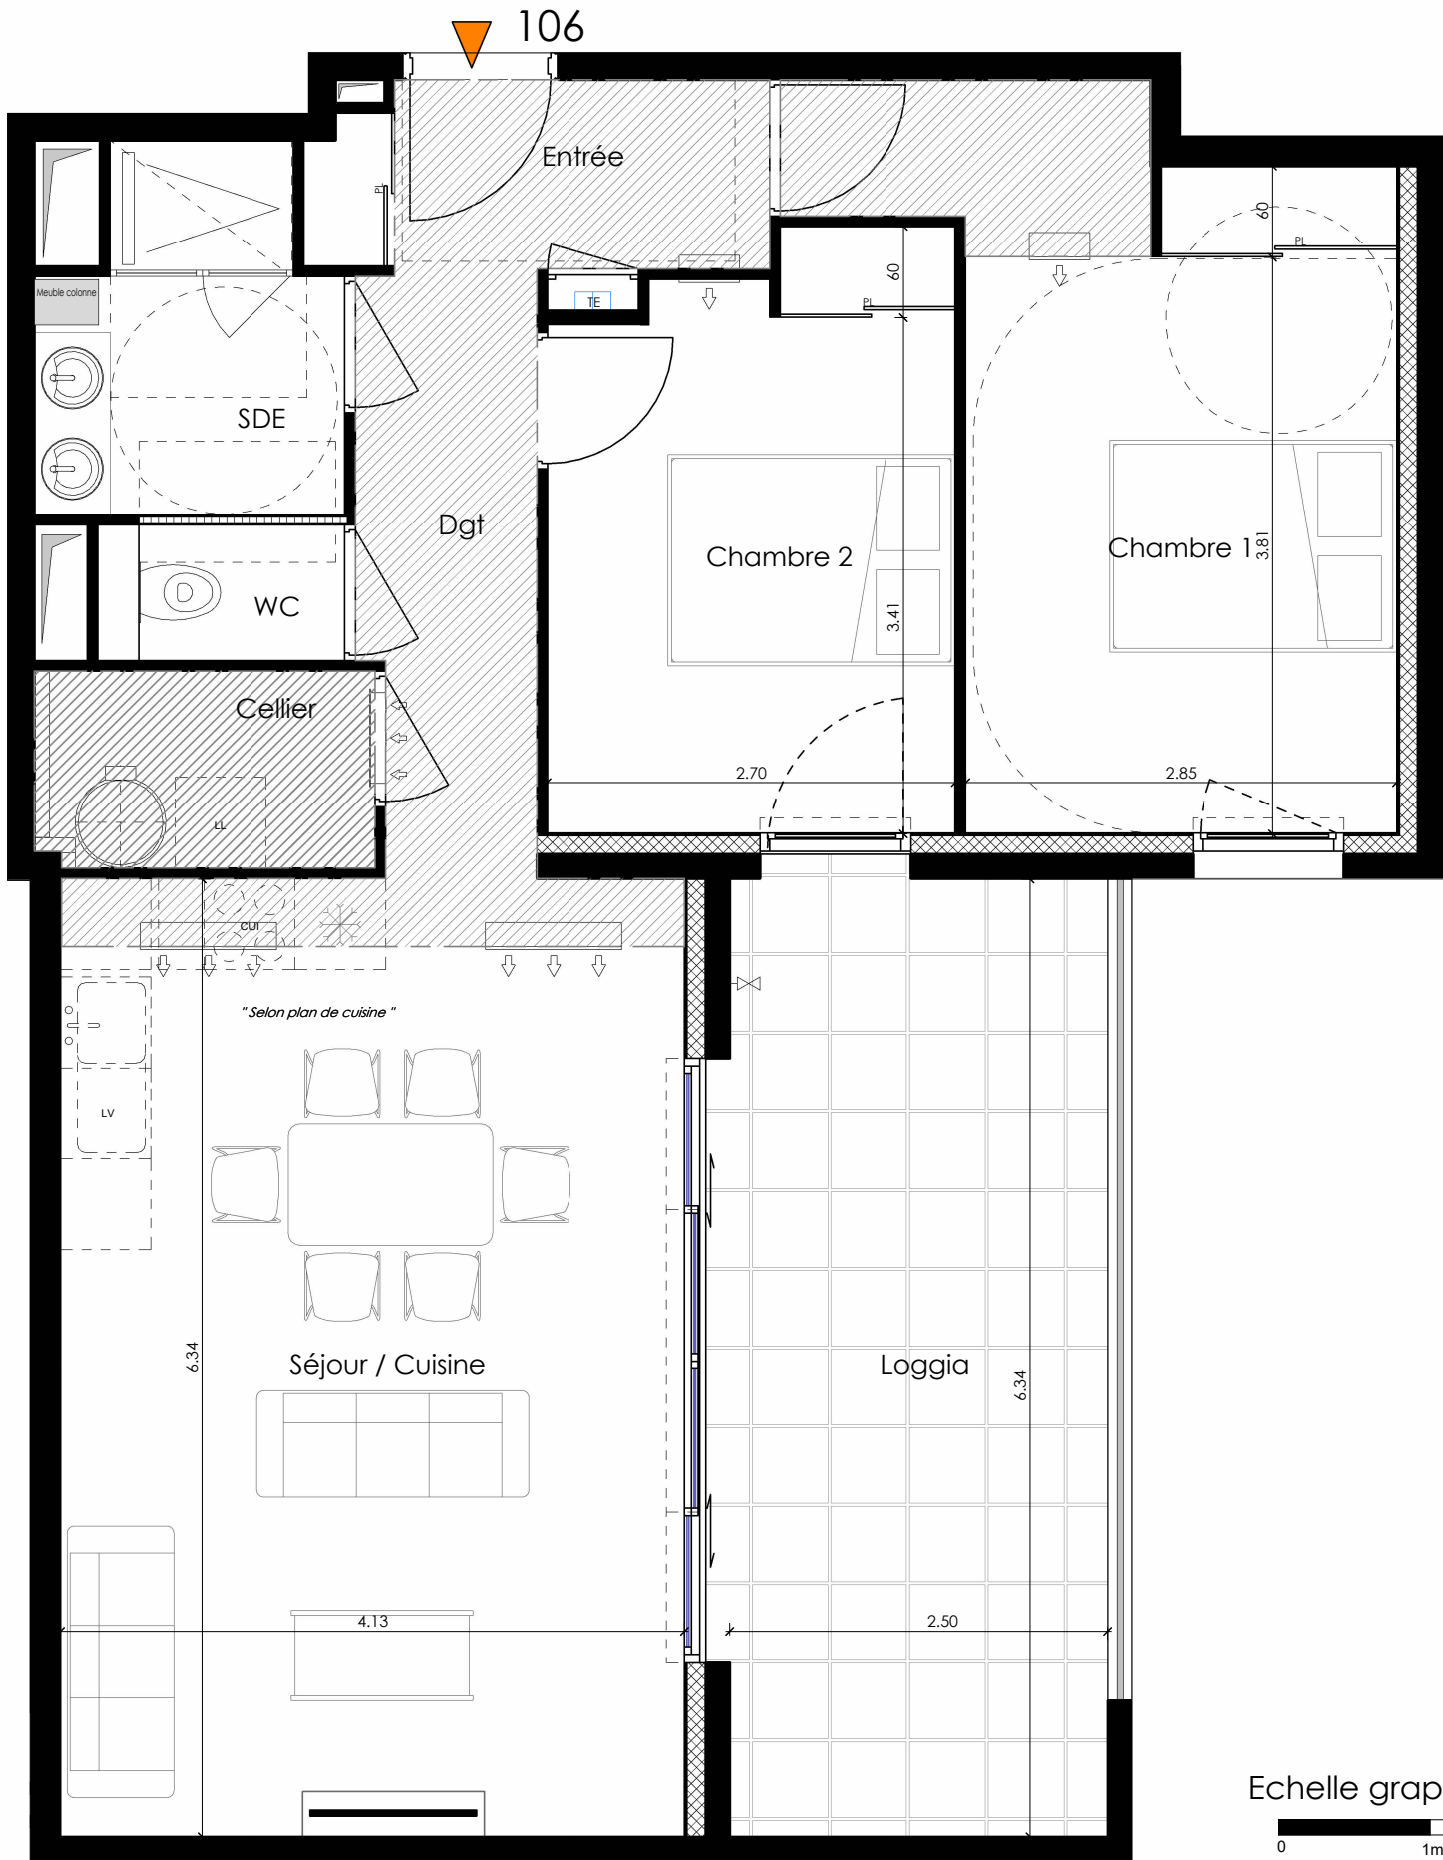 106
Entrée
PL
60
PL
60
PL
TE
Meuble colonne
SDE
Dgt
Chambre 2
Chambre 1
3.81
3.41
WC
Cellier
2.70
2.85
LL
CUI
"Selon plan de cuisine"
LV
6.34
Séjour / Cuisine
Loggia
6.34
4.13
2.50
Echelle grap
0
1m